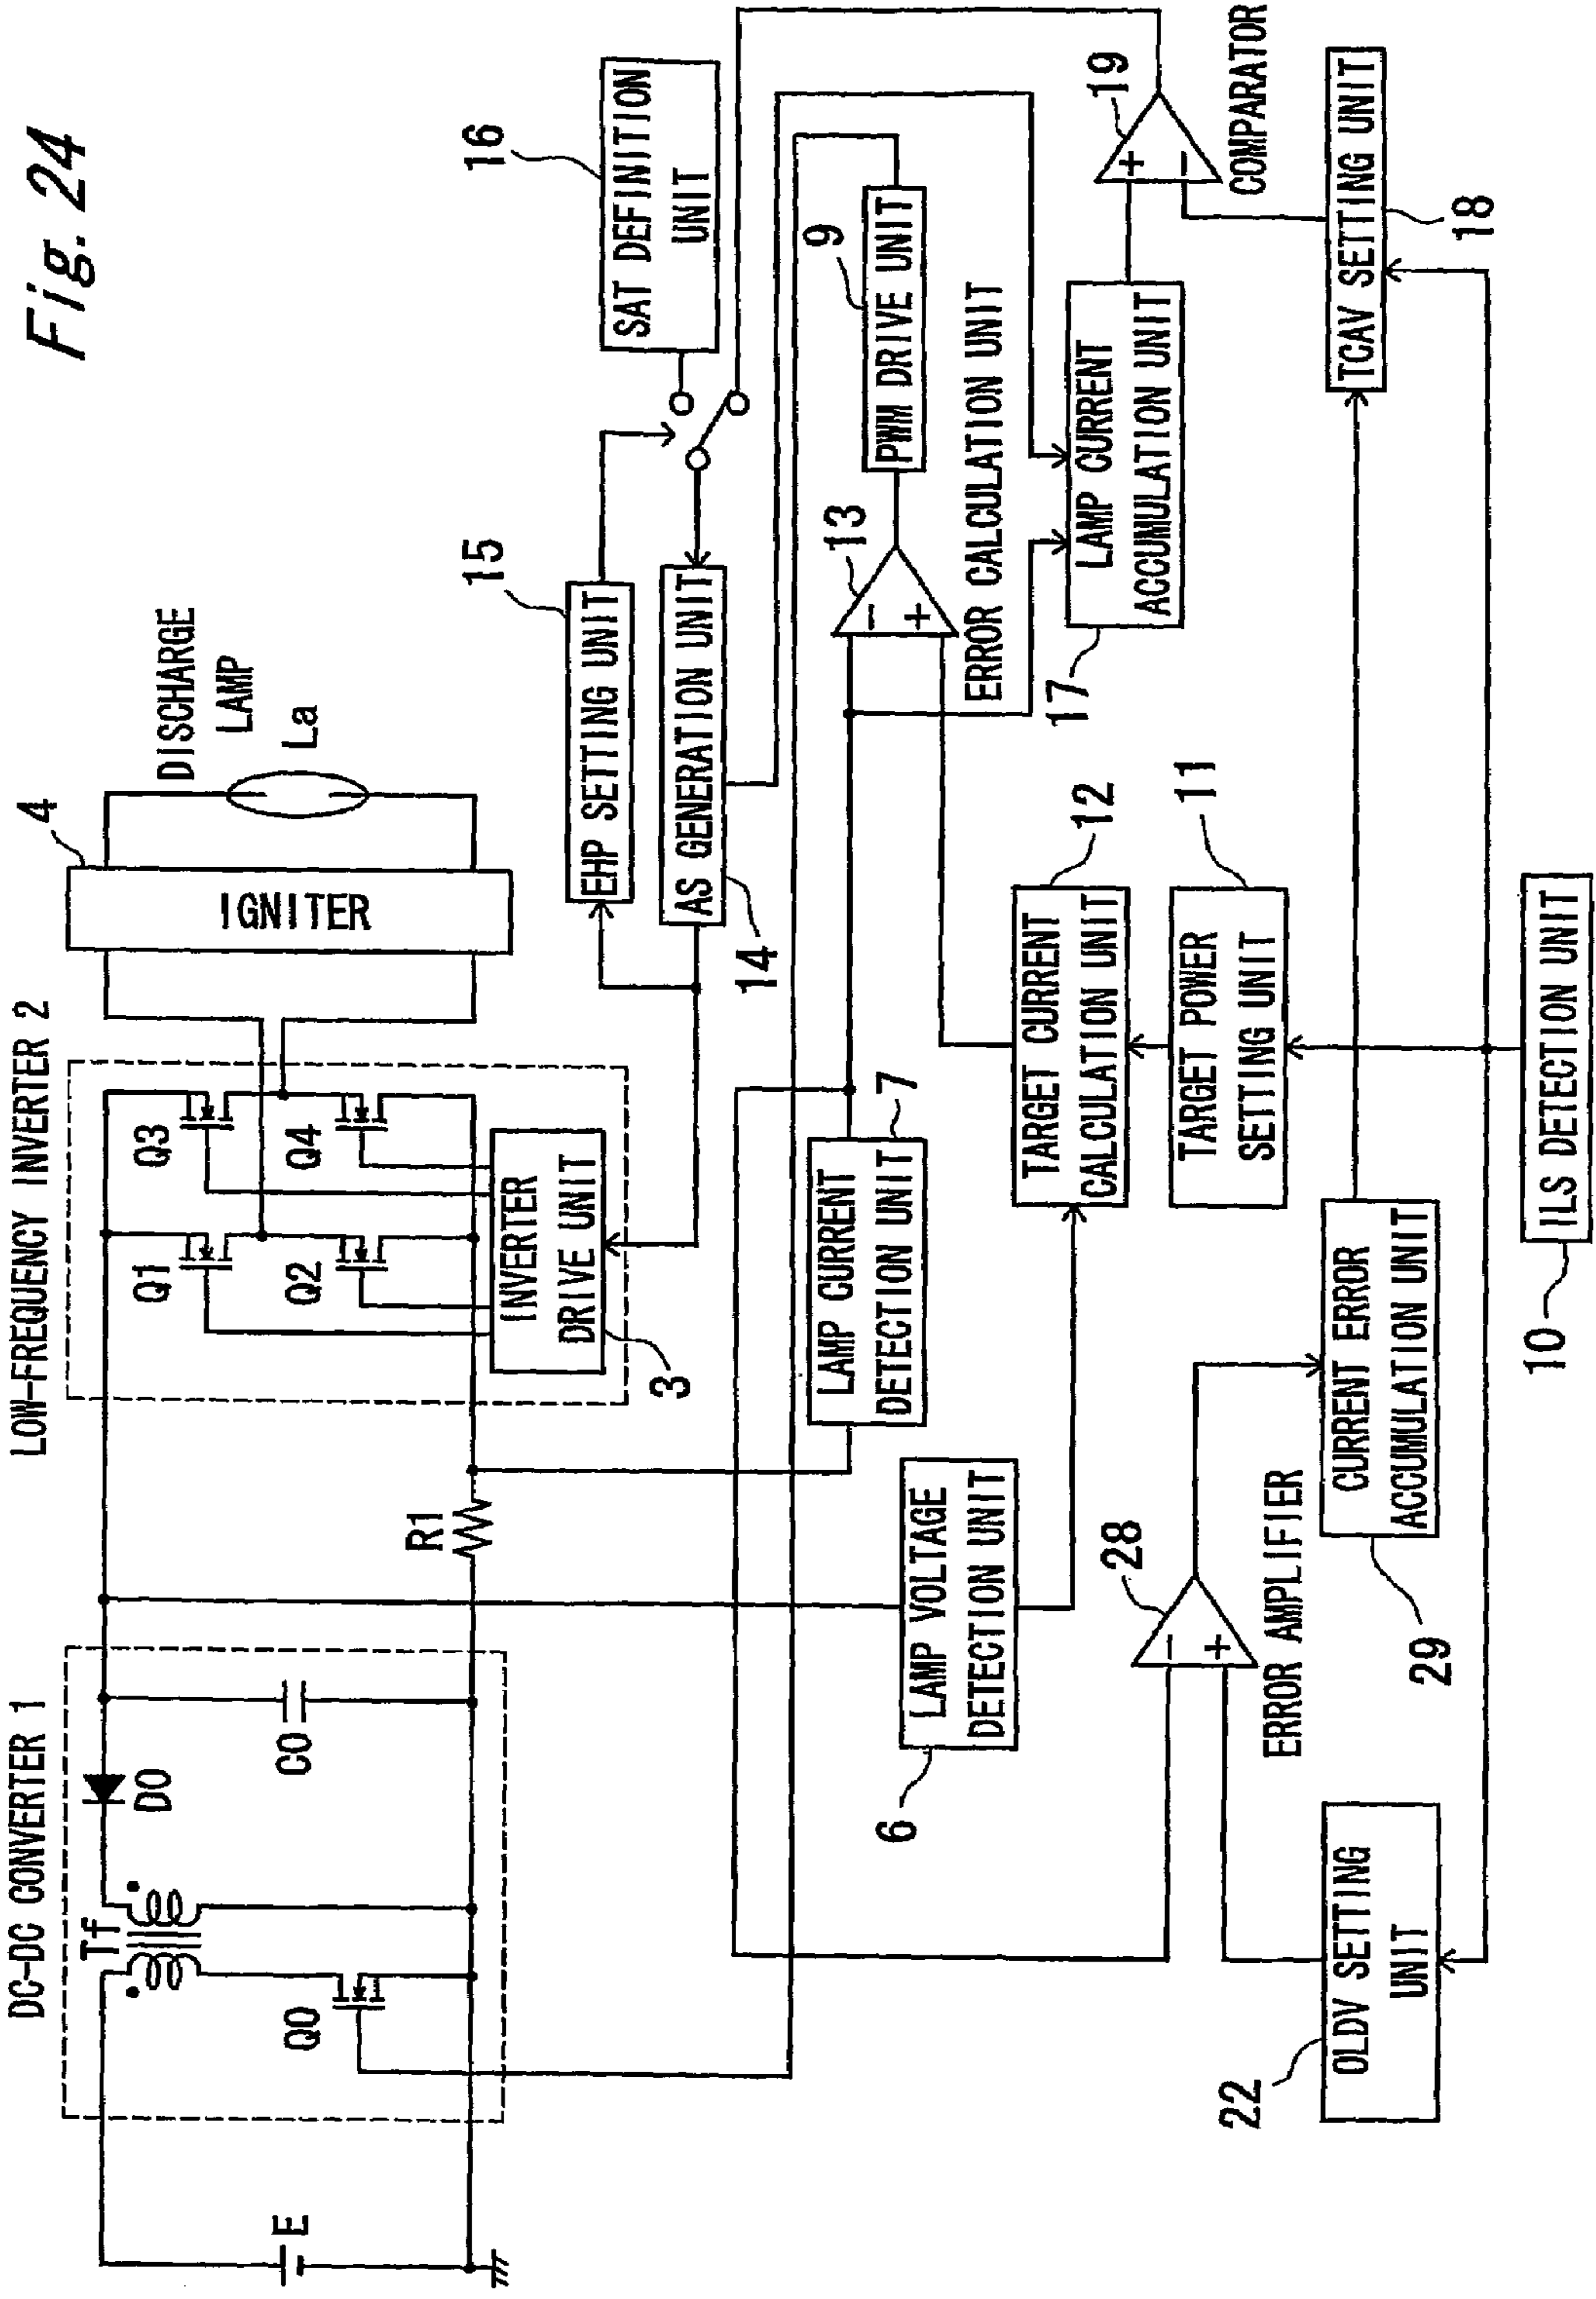 Fig. 24
DC-DC CONVERTER 1
LOW-FREQUENCY INVERTER 2
4
DISCHARGE
LAMP
La
IGNITER
Tf
D0
C0
Q0
E
R1
Q1
Q2
Q3
Q4
INVERTER
DRIVE UNIT
3
15
EHP SETTING UNIT
16
SAT DEFINITION
UNIT
AS GENERATION UNIT
14
LAMP CURRENT
DETECTION UNIT
7
13
-
+
ERROR CALCULATION UNIT
9
PWM DRIVE UNIT
LAMP VOLTAGE
DETECTION UNIT
6
TARGET CURRENT
CALCULATION UNIT
12
TARGET POWER
SETTING UNIT
11
LAMP CURRENT
ACCUMULATION UNIT
17
19
+
-
COMPARATOR
28
-
+
ERROR AMPLIFIER
OLDV SETTING
UNIT
22
CURRENT ERROR
ACCUMULATION UNIT
29
TCAV SETTING UNIT
18
ILS DETECTION UNIT
10